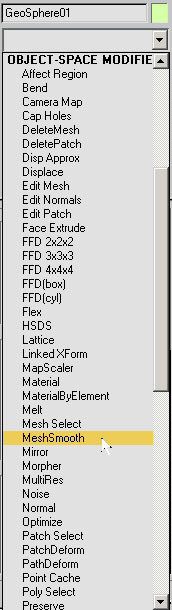 GeoSphere01
OBJECT-SPACE MODIFIE
Affect Region
Bend
Camera Map
Cap Holes
DeleteMesh
DeletePatch
Disp Approx
Displace
Edit Mesh
Edit Normals
Edit Patch
Face Extrude
FFD 2x2x2
FFD 3x3x3
FFD 4x4x4
FFD(box)
FFD(cyl)
Flex
HSDS
Lattice
Linked XForm
MapScaler
Material
MaterialByElement
Melt
Mesh Select
MeshSmooth
Mirror
Morpher
MultiRes
Noise
Normal
Optimize
Patch Select
PatchDeform
PathDeform
Point Cache
Poly Select
Preserve